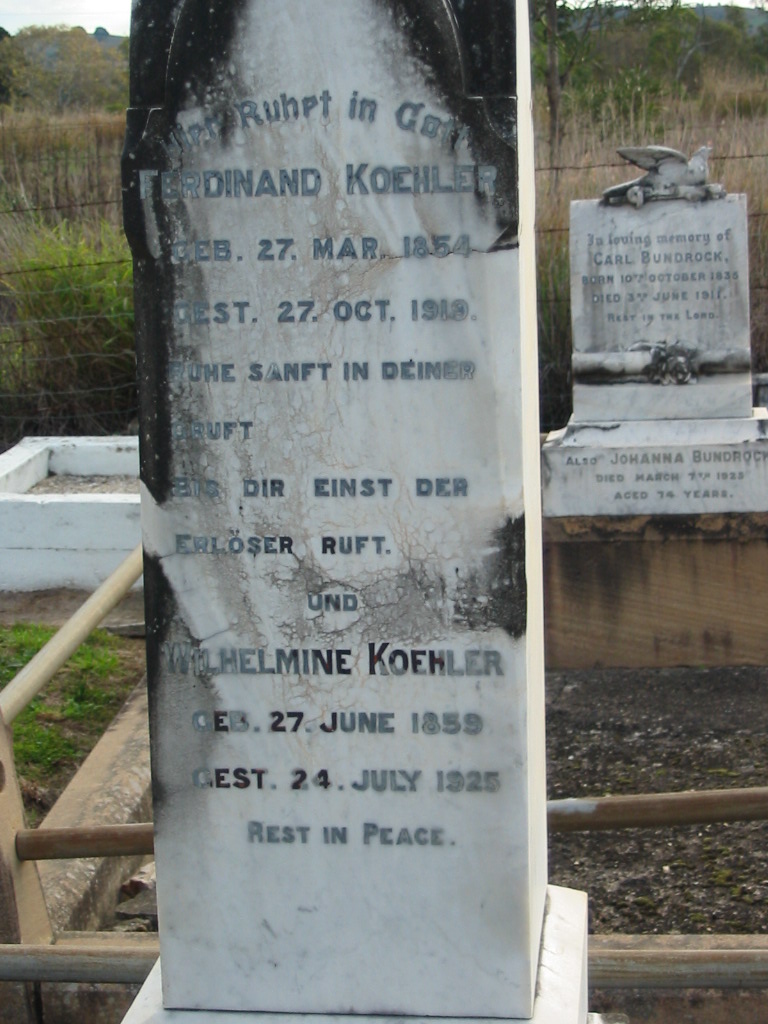 Hier Ruhet in Gott
FERDINAND KOEHLER
GEB. 27. MAR. 1854
GEST. 27. OCT. 1919.
RUHE SANFT IN DEINER
GRUFT
BIS DIR EINST DER
ERLÖSER RUFT.
UND
WILHELMINE KOEHLER
GEB. 27. JUNE 1859
GEST. 24. JULY 1925
REST IN PEACE.
In loving memory of
CARL BUNDROCK,
BORN 10TH OCTOBER 1835
DIED 3RD JUNE 1911.
REST IN THE LORD.
ALSO JOHANNA BUNDROCK
DIED MARCH 7TH 1925
AGED 74 YEARS.